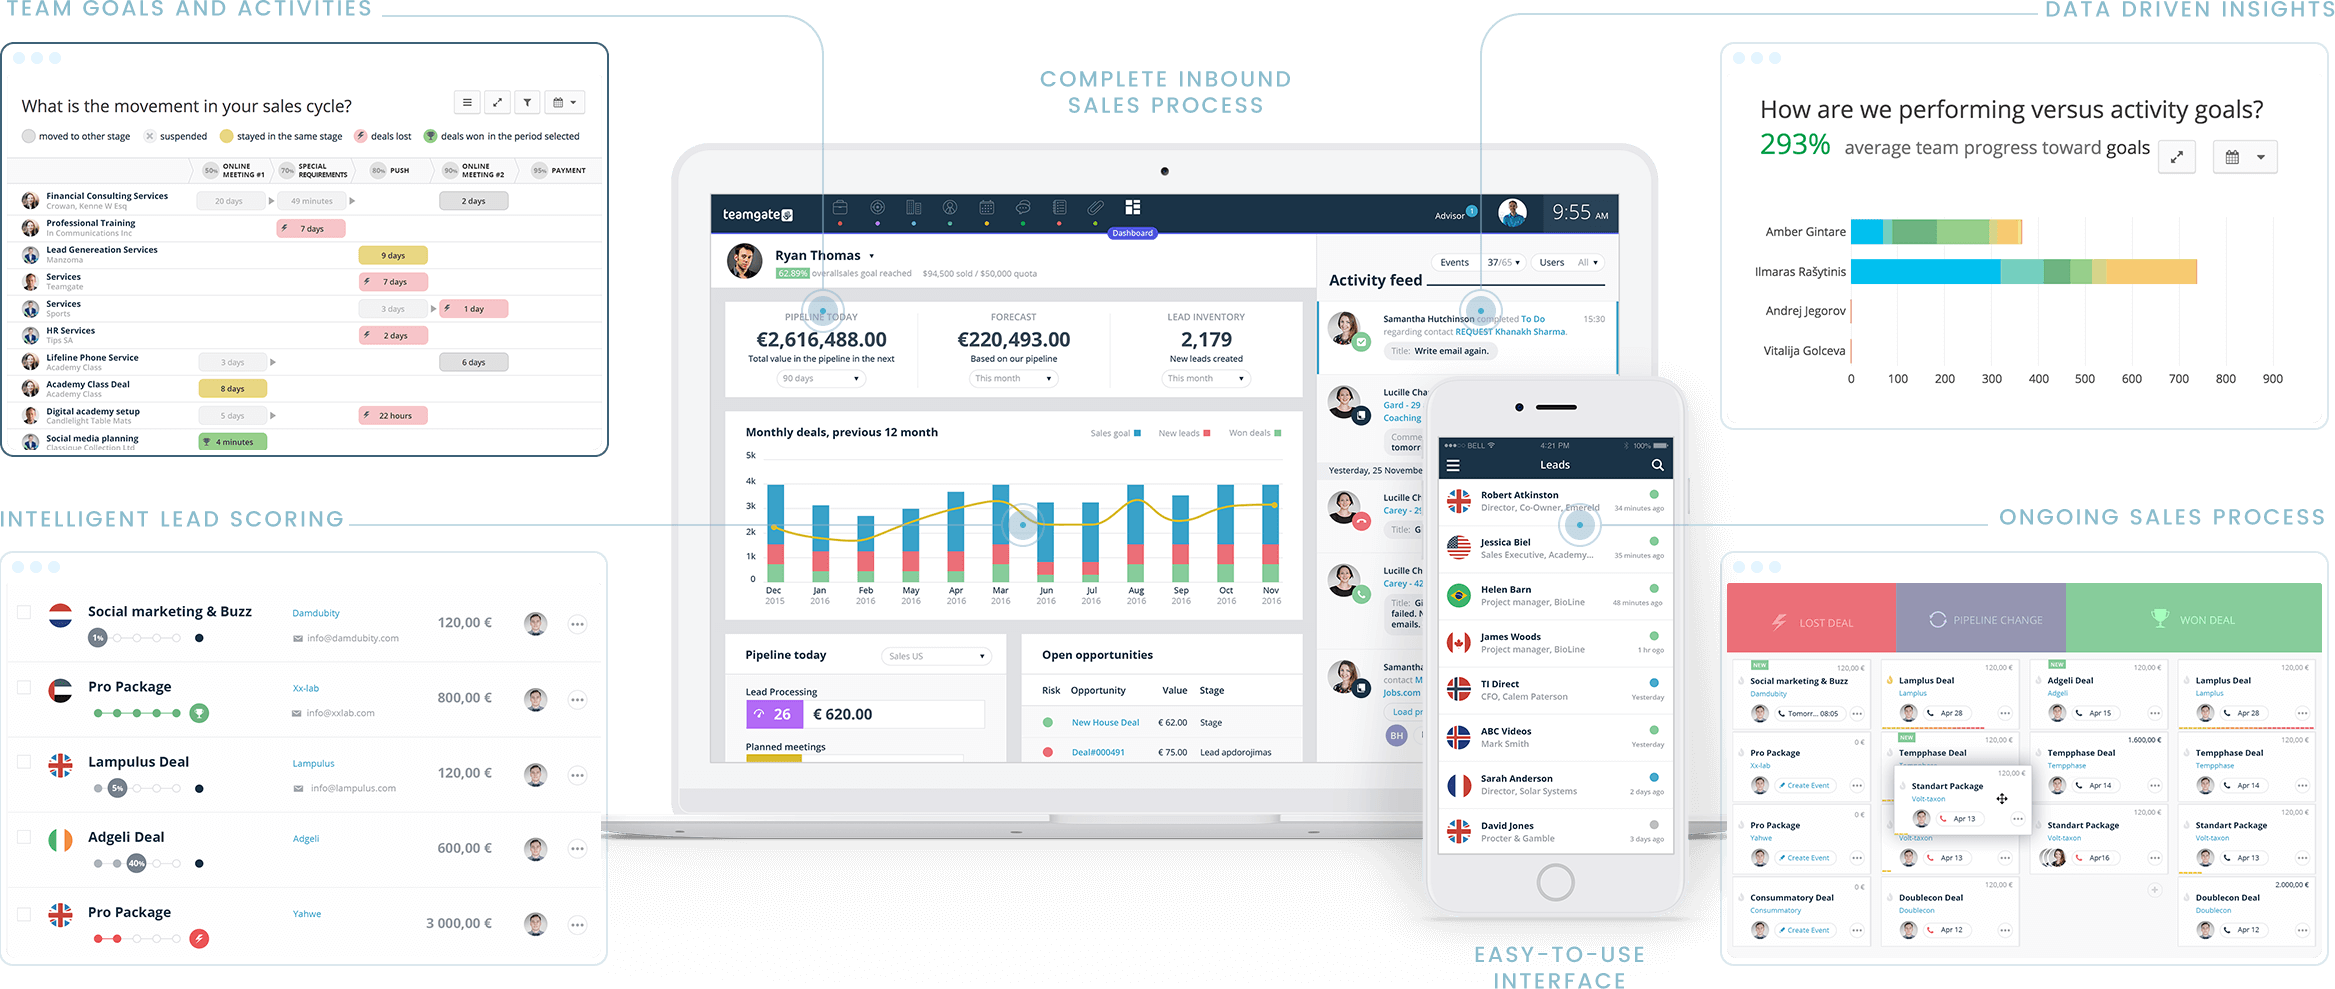 TEAM GOALS AND ACTIVITIES
What is the movement in your sales cycle?
moved to other stage
suspended
stayed in the same stage
deals lost
deals won in the period selected
50% ONLINE MEETING #1
70% SPECIAL REQUIREMENTS
80% PUSH
90% ONLINE MEETING #2
95% PAYMENT
Financial Consulting Services
Crowan, Kenne W Esq
20 days
49 minutes
2 days
Professional Training
In Communications Inc
7 days
Lead Genereation Services
Manzoma
9 days
Services
Teamgate
7 days
Services
Sports
3 days
1 day
HR Services
Tips SA
2 days
Lifeline Phone Service
Academy Class
3 days
6 days
Academy Class Deal
Academy Class
8 days
Digital academy setup
Candlelight Table Mats
5 days
22 hours
Social media planning
Classique Collection Ltd
4 minutes
INTELLIGENT LEAD SCORING
Social marketing & Buzz
1%
Damdubity
info@damdubity.com
120,00 €
Pro Package
Xx-lab
info@xxlab.com
800,00 €
Lampulus Deal
5%
Lampulus
info@lampulus.com
120,00 €
Adgeli Deal
40%
Adgeli
600,00 €
Pro Package
Yahwe
3 000,00 €
COMPLETE INBOUND
SALES PROCESS
teamgate
Dashboard
Advisor 1
9:55 AM
Ryan Thomas
62.89% overallsales goal reached $94,500 sold / $50,000 quota
PIPELINE TODAY
€2,616,488.00
Total value in the pipeline in the next
90 days
FORECAST
€220,493.00
Based on our pipeline
This month
LEAD INVENTORY
2,179
New leads created
This month
Monthly deals, previous 12 month
Sales goal
New leads
Won deals
5k
4k
3k
2k
1k
0
Dec 2015
Jan 2016
Feb 2016
May 2016
Apr 2016
Mar 2016
Jun 2016
Jul 2016
Aug 2016
Sep 2016
Oct 2016
Nov 2016
Pipeline today
Sales US
Lead Processing
26
€ 620.00
Planned meetings
Open opportunities
Risk Opportunity Value Stage
New House Deal € 62.00 Stage
Deal#000491 € 75.00 Lead apdorojimas
Activity feed
Events 37/65
Users All
Samantha Hutchinson completed To Do 15:30
regarding contact REQUEST Khanakh Sharma.
Title: Write email again.
Lucille Cha
Gard - 29
Coaching
Comme
tomorr
Yesterday, 25 November
Lucille Ch
Carey - 29
Title: G
Lucille Ch
Carey - 42
Title: Gi
failed. N
emails.
Samantha
contact M
Jobs.com
Load pr
BH
BELL
4:21 PM
100%
Leads
Robert Atkinston
Director, Co-Owner, Emereld
34 minutes ago
Jessica Biel
Sales Executive, Academy...
35 minutes ago
Helen Barn
Project manager, BioLine
48 minutes ago
James Woods
Project manager, BioLine
1 hr ogo
TI Direct
CFO, Calem Paterson
Yesterday
ABC Videos
Mark Smith
Yesterday
Sarah Anderson
Director, Solar Systems
2 days ago
David Jones
Procter & Gamble
3 days ago
EASY-TO-USE
INTERFACE
DATA DRIVEN INSIGHTS
How are we performing versus activity goals?
293% average team progress toward goals
Amber Gintare
Ilmaras Rašytinis
Andrej Jegorov
Vitalija Golceva
0 100 200 300 400 500 600 700 800 900
ONGOING SALES PROCESS
LOST DEAL
PIPELINE CHANGE
WON DEAL
NEW
120,00 €
Social marketing & Buzz
Damdubity
Tomorr... 08:05
120,00 €
Lamplus Deal
Lamplus
Apr 28
NEW
120,00 €
Adgeli Deal
Adgeli
Apr 15
120,00 €
Lamplus Deal
Lamplus
Apr 28
0 €
Pro Package
Xx-lab
Create Event
NEW
120,00 €
Tempphase Deal
Tempphase
1.600,00 €
Tempphase Deal
Tempphase
Apr 14
120,00 €
Tempphase Deal
Tempphase
Apr 14
120,00 €
Standart Package
Volt-taxon
Apr 13
0 €
Pro Package
Yahwe
Create Event
Volt-taxon
Apr 13
120,00 €
Standart Package
Volt-taxon
Apr16
120,00 €
Standart Package
Volt-taxon
Apr 13
0 €
Consummatory Deal
Consummatory
Create Event
120,00 €
Doublecon Deal
Doublecon
Apr 12
2.000,00 €
Doublecon Deal
Doublecon
Apr 12